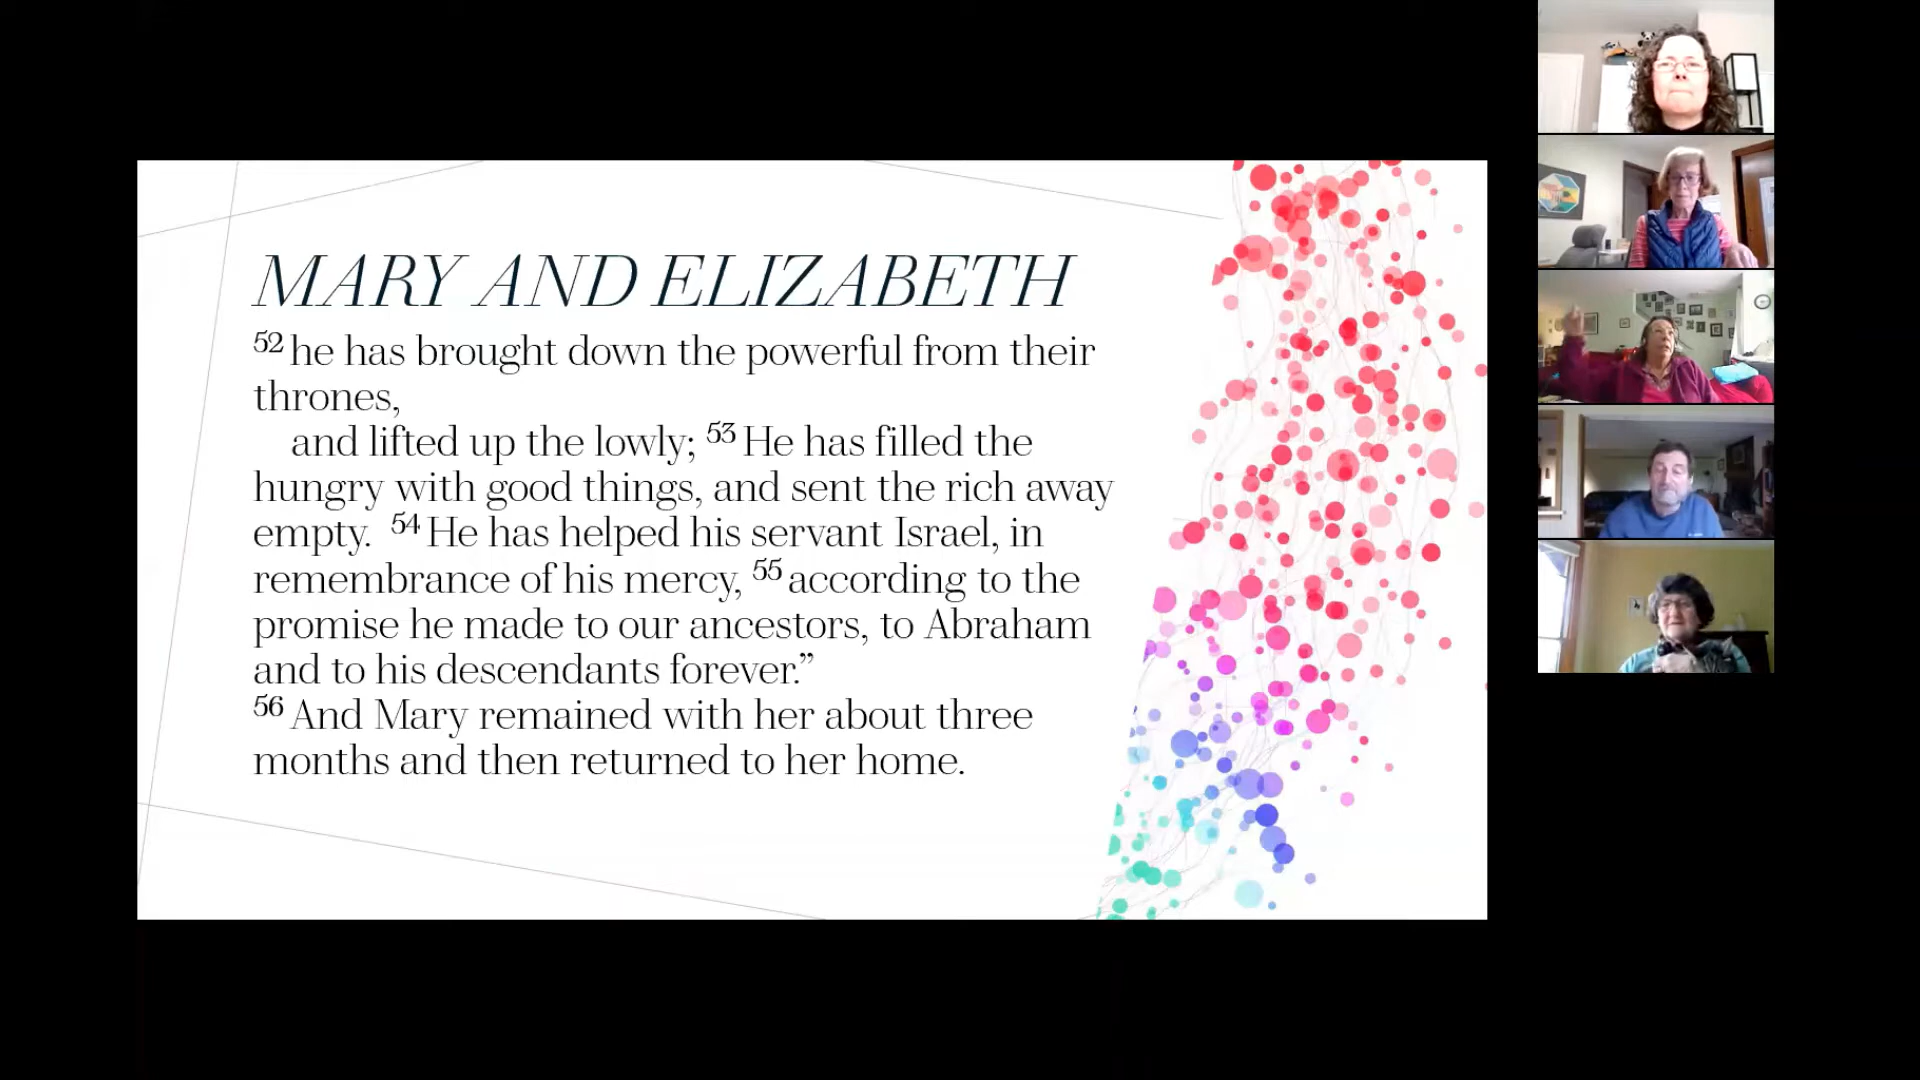 MARY AND ELIZABETH
52 he has brought down the powerful from their
thrones,
and lifted up the lowly; 53 He has filled the
hungry with good things, and sent the rich away
empty. 54 He has helped his servant Israel, in
remembrance of his mercy, 55 according to the
promise he made to our ancestors, to Abraham
and to his descendants forever.”
56 And Mary remained with her about three
months and then returned to her home.